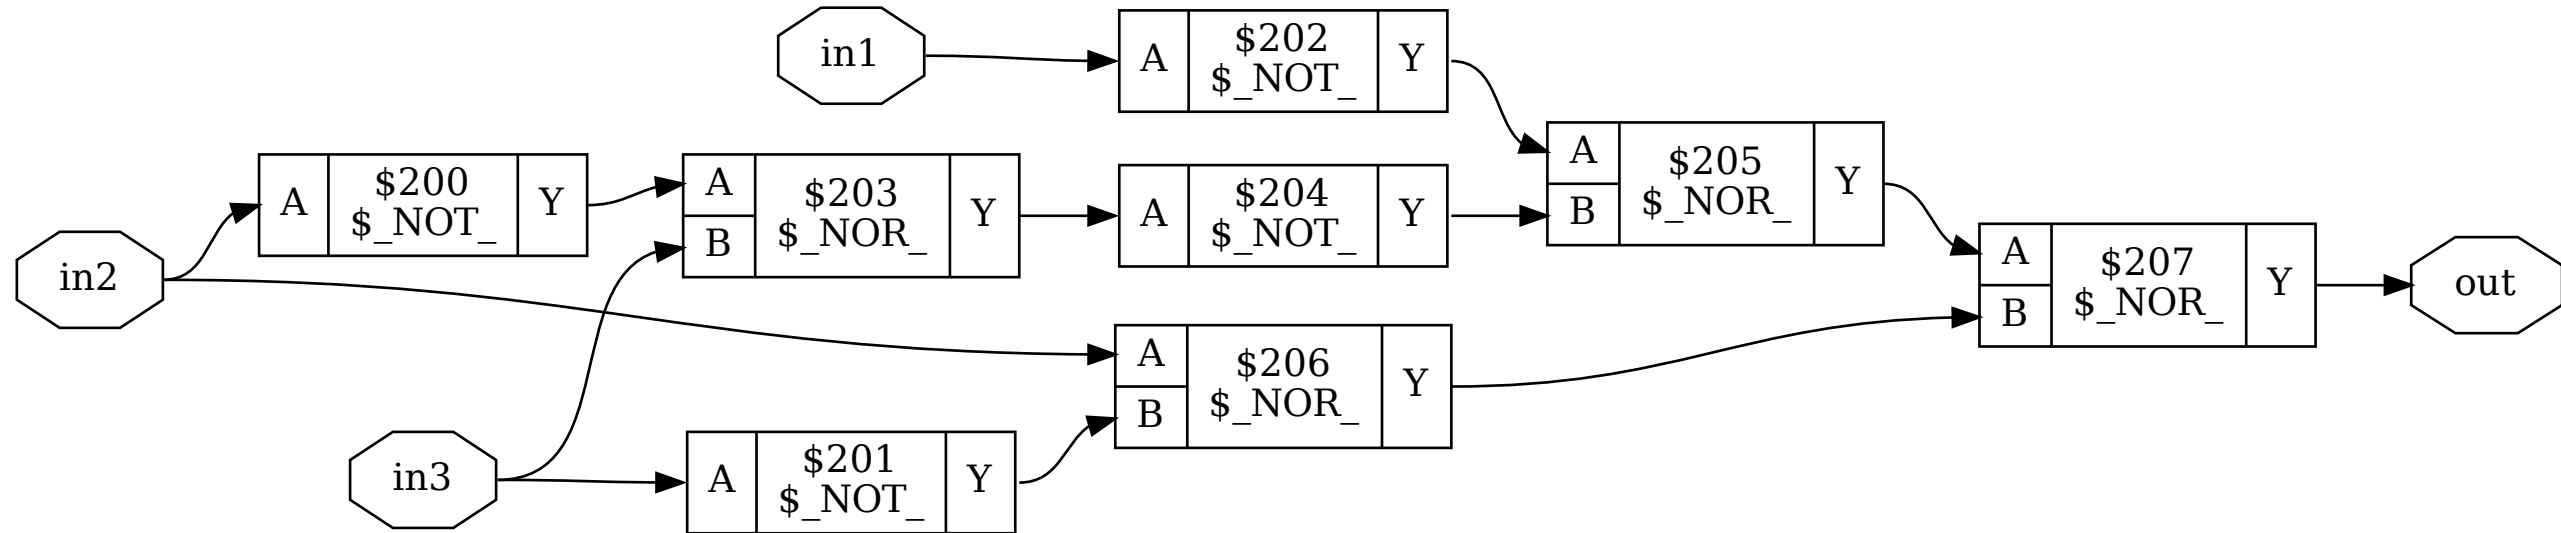 in1
A
$202
$_NOT_
Y
in2
A
$200
$_NOT_
Y
A
B
$203
$_NOR_
Y
A
$204
$_NOT_
Y
A
B
$205
$_NOR_
Y
in3
A
$201
$_NOT_
Y
A
B
$206
$_NOR_
Y
A
B
$207
$_NOR_
Y
out